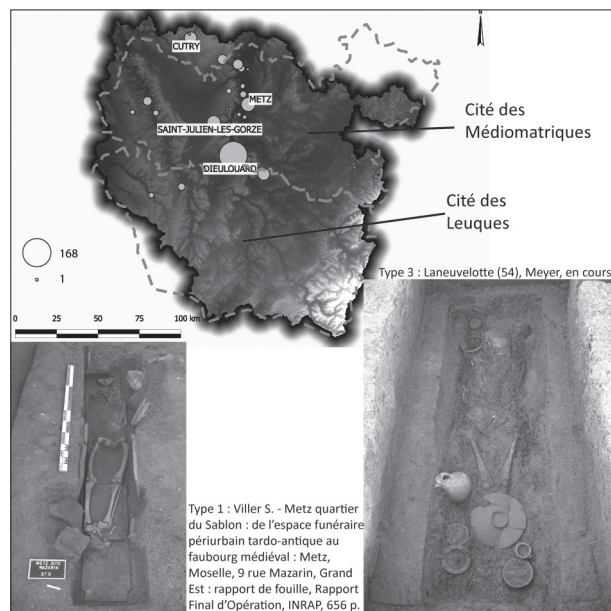 N
CUTRY
METZ
Cité des
Médiomatriques
SAINT-JULIEN-LES-GORZE
DIEULOUARD
Cité des
Leuques
168
1
Type 3 : Laneuvelotte (54), Meyer, en cours
0 25 50 75 100 km
Type 1 : Viller S. - Metz quartier
du Sablon : de l'espace funéraire
périurbain tardo-antique au
faubourg médiéval : Metz,
Moselle, 9 rue Mazarin, Grand
Est : rapport de fouille, Rapport
Final d'Opération, INRAP, 656 p.
METZ 2013
MAZARIN